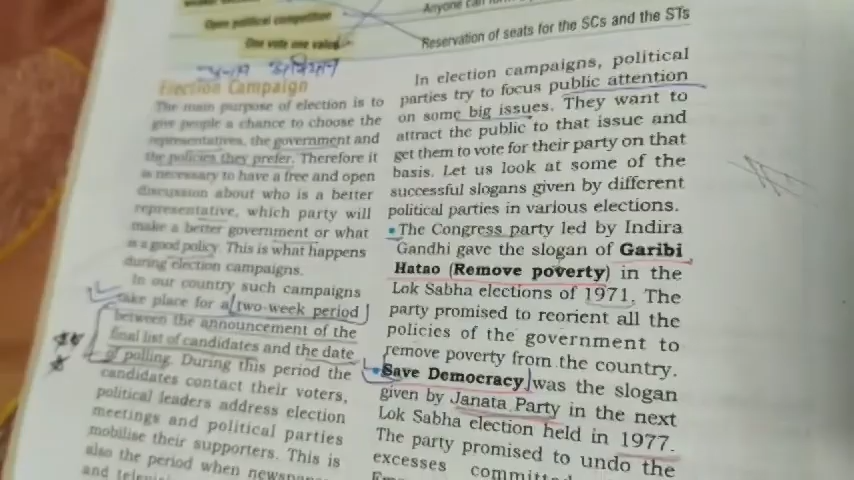 Open political competition
Anyone can
One vote one value
Reservation of seats for the SCs and the STs
चुनाव अभियान
Election Campaign
The main purpose of election is to
give people a chance to choose the
representatives, the government and
the policies they prefer. Therefore it
is necessary to have a free and open
discussion about who is a better
representative, which party will
make a better government or what
is a good policy. This is what happens
during election campaigns.
In our country such campaigns
take place for a two-week period
between the announcement of the
final list of candidates and the date
of polling. During this period the
candidates contact their voters,
political leaders address election
meetings and political parties
mobilise their supporters. This is
also the period when
and
In election campaigns, political
parties try to focus public attention
on some big issues. They want to
attract the public to that issue and
get them to vote for their party on that
basis. Let us look at some of the
successful slogans given by different
political parties in various elections.
•The Congress party led by Indira
Gandhi gave the slogan of Garibi
Hatao (Remove poverty) in the
Lok Sabha elections of 1971. The
party promised to reorient all the
policies of the government to
remove poverty from the country.
•Save Democracy was the slogan
given by Janata Party in the next
Lok Sabha election held in 1977.
The party promised to undo the
excesses